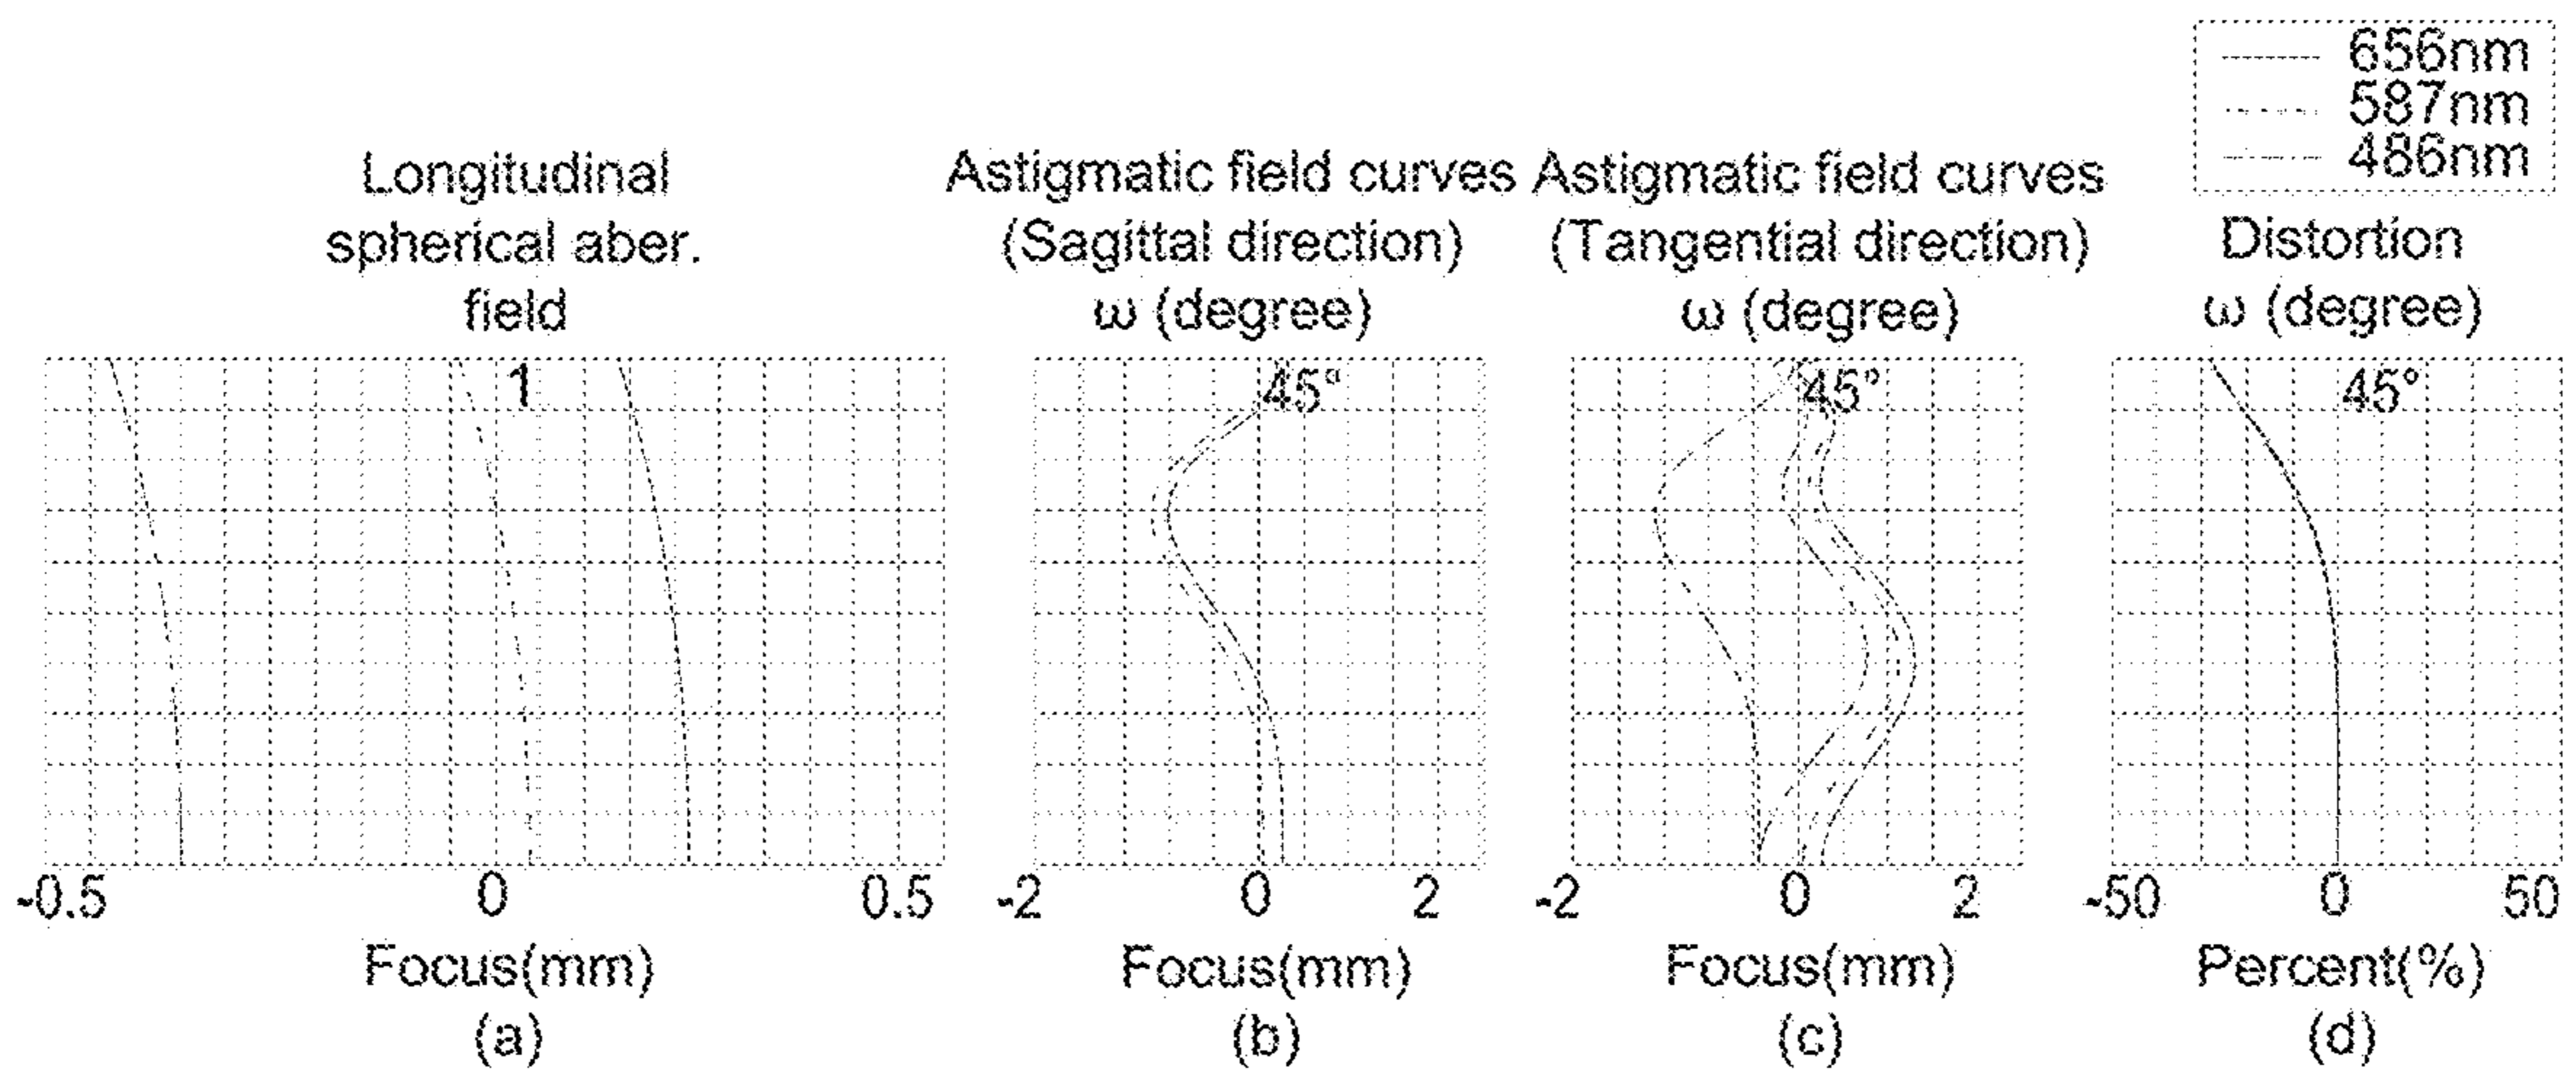 656nm
587nm
486nm
Longitudinal
spherical aber.
field
1
-0.5 0 0.5
Focus(mm)
(a)
Astigmatic field curves
(Sagittal direction)
ω (degree)
45°
-2 0 2
Focus(mm)
(b)
Astigmatic field curves
(Tangential direction)
ω (degree)
45°
-2 0 2
Focus(mm)
(c)
Distortion
ω (degree)
45°
-50 0 50
Percent(%)
(d)